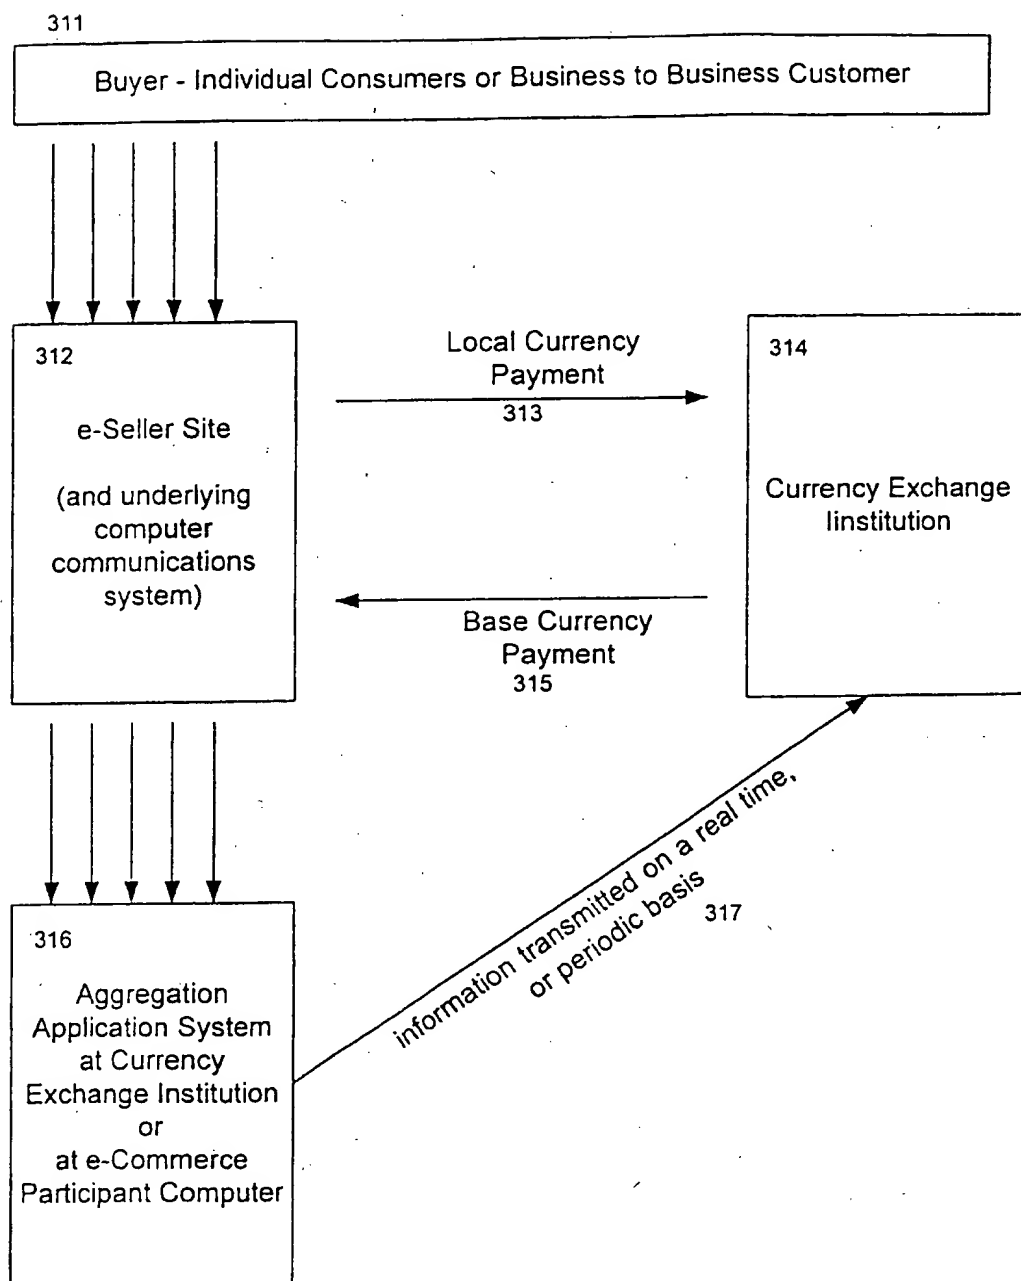 311
Buyer - Individual Consumers or Business to Business Customer
312
e-Seller Site
(and underlying
computer
communications
system)
Local Currency
Payment
313
314
Currency Exchange
Iinstitution
Base Currency
Payment
315
information transmitted on a real time,
or periodic basis
317
316
Aggregation
Application System
at Currency
Exchange Institution
or
at e-Commerce
Participant Computer